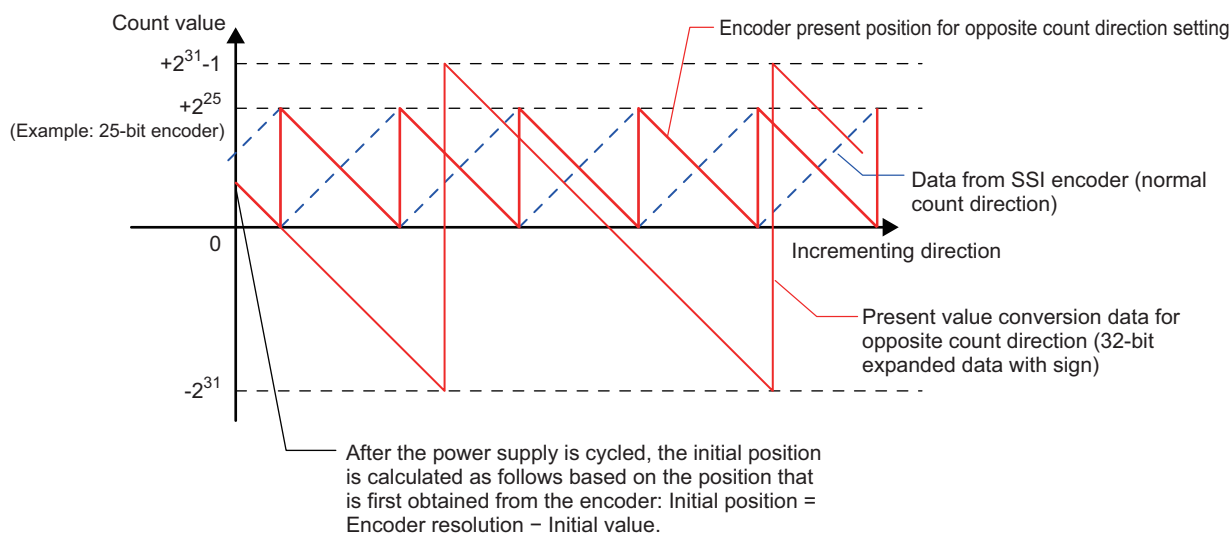 Count value
Encoder present position for opposite count direction setting
+2^31-1
+2^25
(Example: 25-bit encoder)
Data from SSI encoder (normal
count direction)
0
Incrementing direction
Present value conversion data for
opposite count direction (32-bit
expanded data with sign)
-2^31
After the power supply is cycled, the initial position
is calculated as follows based on the position that
is first obtained from the encoder: Initial position =
Encoder resolution − Initial value.